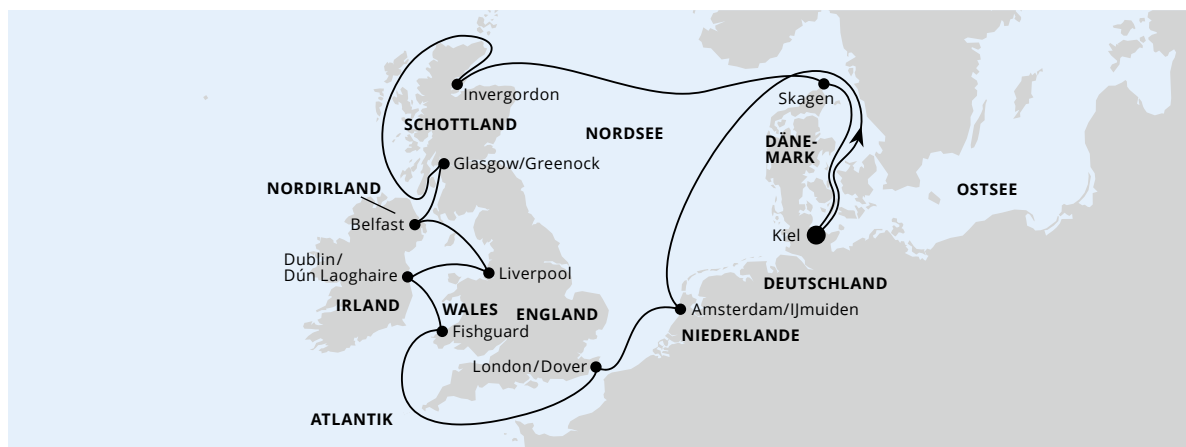 Invergordon
SCHOTTLAND
Glasgow/Greenock
NORDIRLAND
Belfast
Dublin/
Dún Laoghaire
Liverpool
IRLAND
WALES
ENGLAND
Fishguard
London/Dover
ATLANTIK
NORDSEE
Skagen
DÄNE-
MARK
OSTSEE
Kiel
DEUTSCHLAND
Amsterdam/IJmuiden
NIEDERLANDE